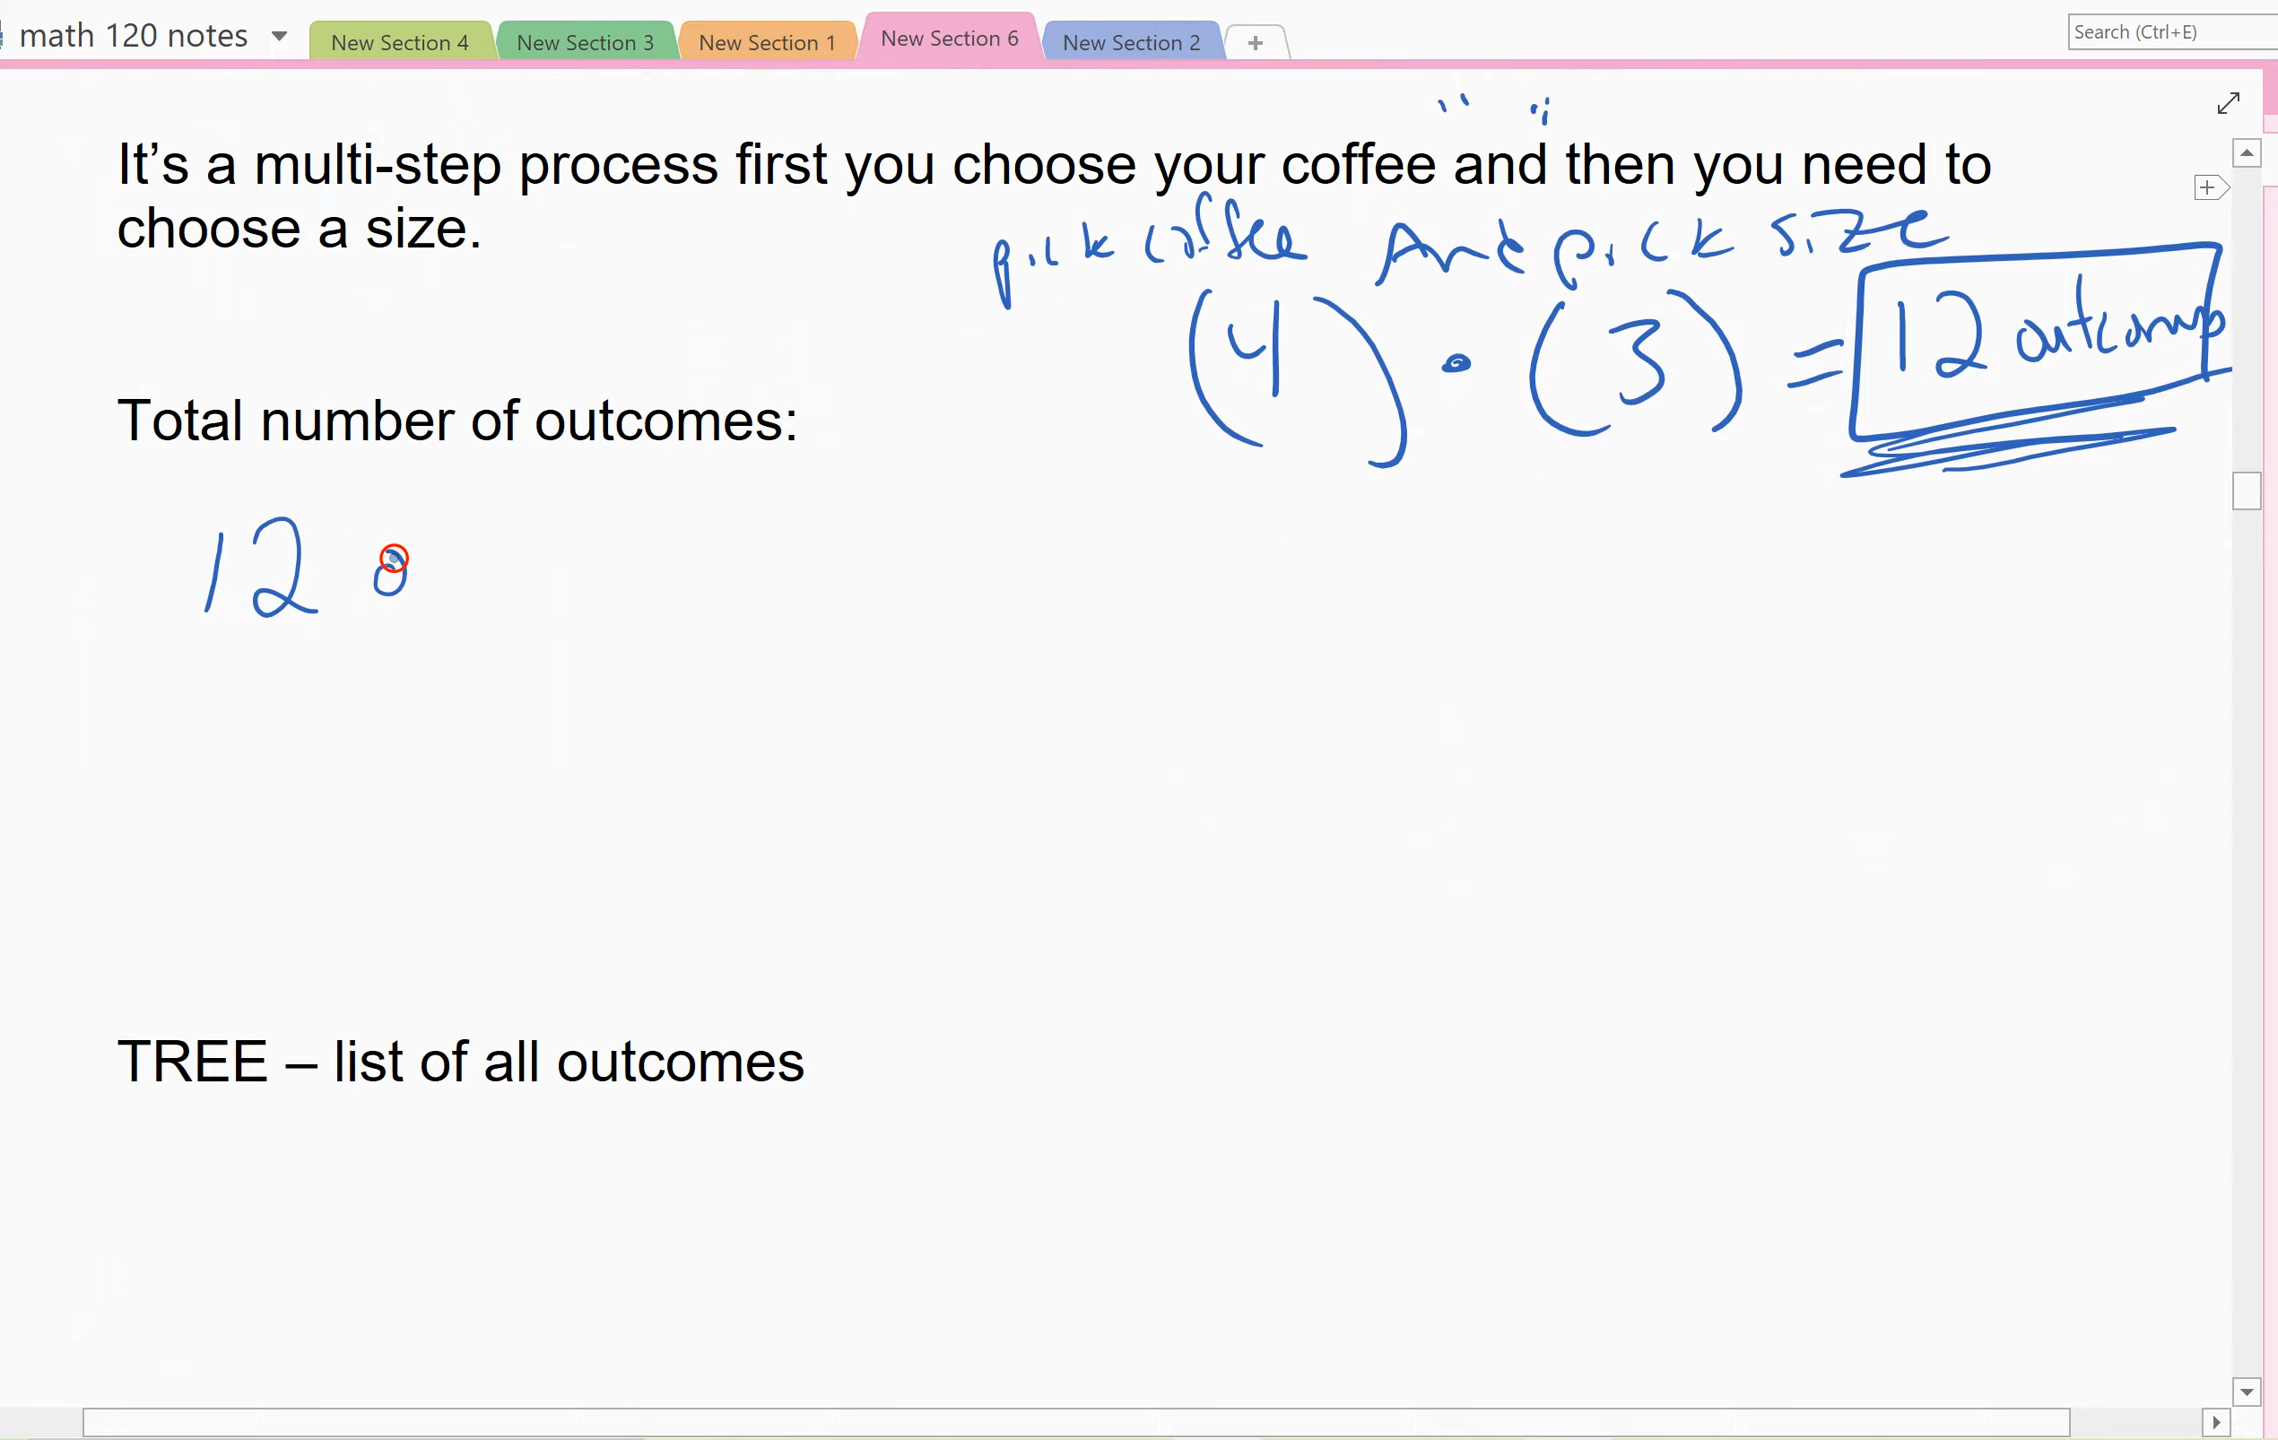 math 120 notes New Section 4 New Section 3 New Section 1 New Section 6 New Section 2 + Search (Ctrl+E)
It’s a multi-step process first you choose your coffee and then you need to
choose a size.
pick coffee And pick size
(4) • (3) = 12 outcomes
Total number of outcomes:
12 o
TREE – list of all outcomes